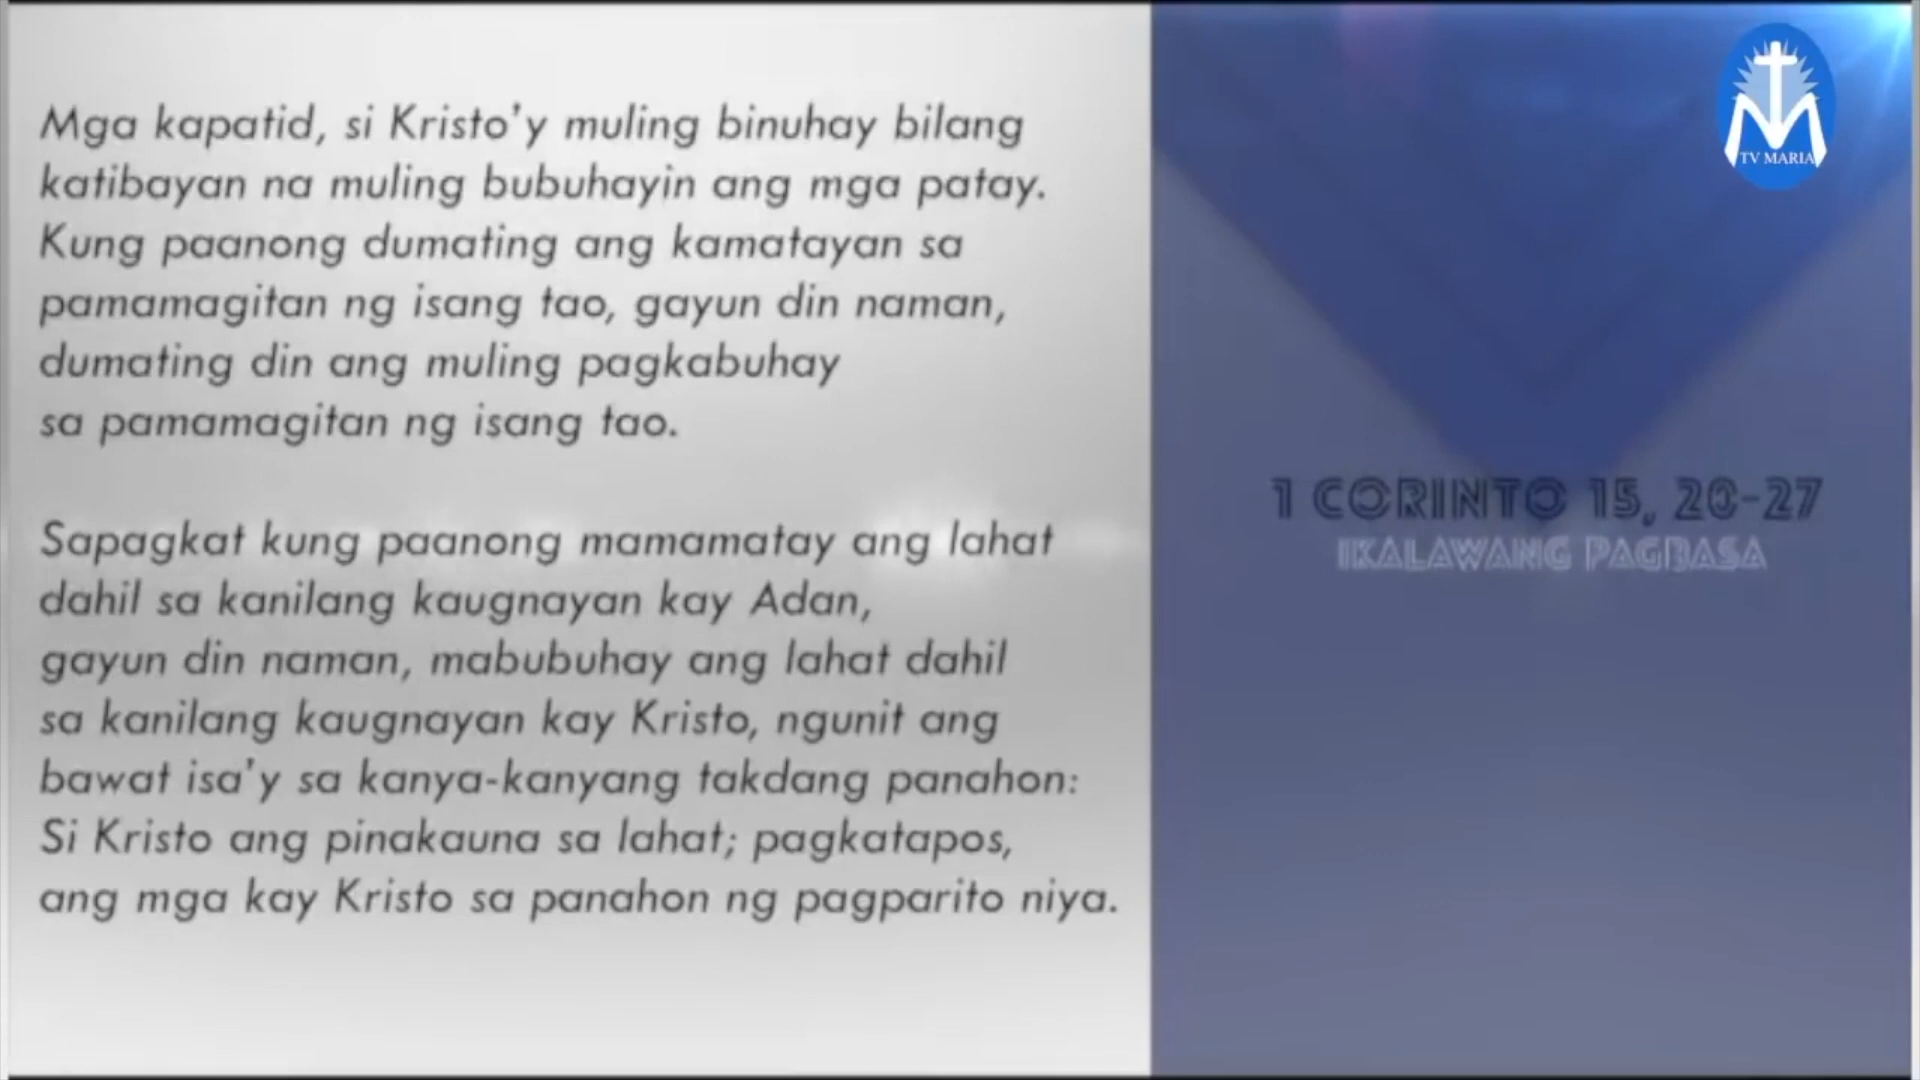 Mga kapatid, si Kristo'y muling binuhay bilang
katibayan na muling bubuhayin ang mga patay.
Kung paanong dumating ang kamatayan sa
pamamagitan ng isang tao, gayun din naman,
dumating din ang muling pagkabuhay
sa pamamagitan ng isang tao.
Sapagkat kung paanong mamamatay ang lahat
dahil sa kanilang kaugnayan kay Adan,
gayun din naman, mabubuhay ang lahat dahil
sa kanilang kaugnayan kay Kristo, ngunit ang
bawat isa'y sa kanya-kanyang takdang panahon:
Si Kristo ang pinakauna sa lahat; pagkatapos,
ang mga kay Kristo sa panahon ng pagparito niya.
TV MARIA
1 CORINTO 15, 20-27
IKALAWANG PAGBASA